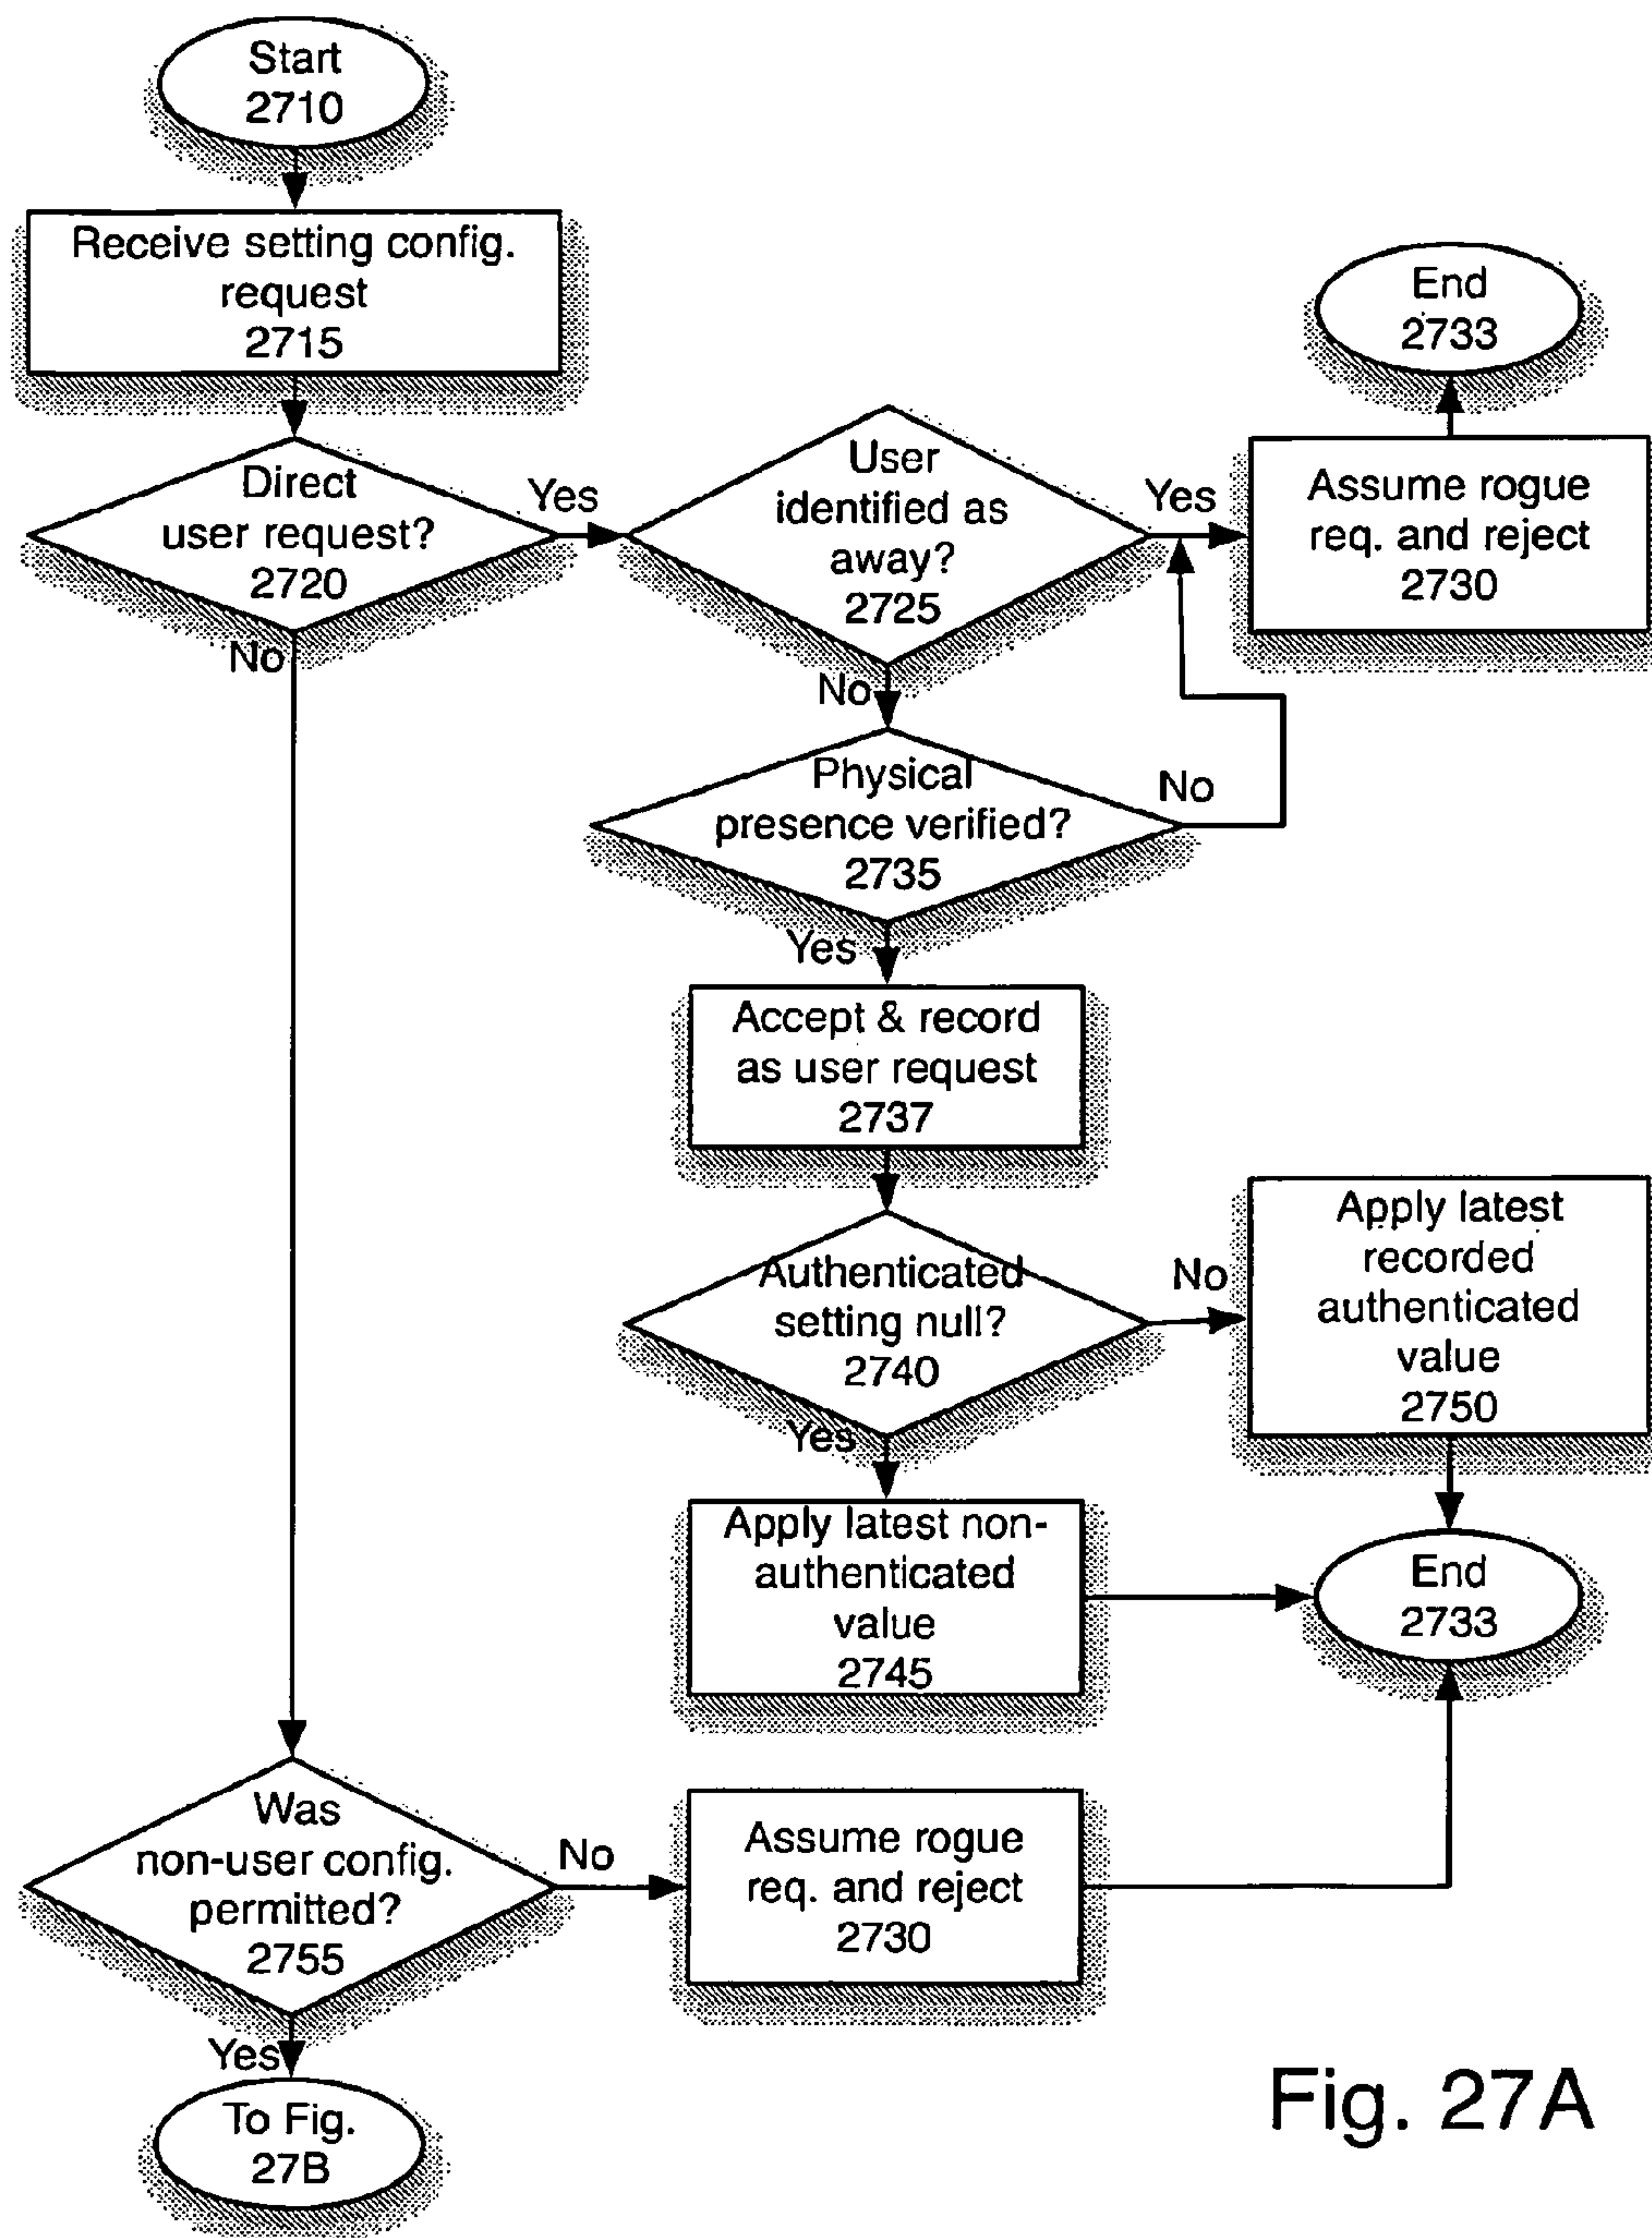 Start
2710
Receive setting config.
request
2715
End
2733
Direct
user request?
2720
Yes
User
identified as
away?
2725
Yes
Assume rogue
req. and reject
2730
No
No
Physical
presence verified?
2735
No
Yes
Accept & record
as user request
2737
Authenticated
setting null?
2740
No
Apply latest
recorded
authenticated
value
2750
Yes
Apply latest non-
authenticated
value
2745
End
2733
Was
non-user config.
permitted?
2755
No
Assume rogue
req. and reject
2730
Yes
To Fig.
27B
Fig. 27A